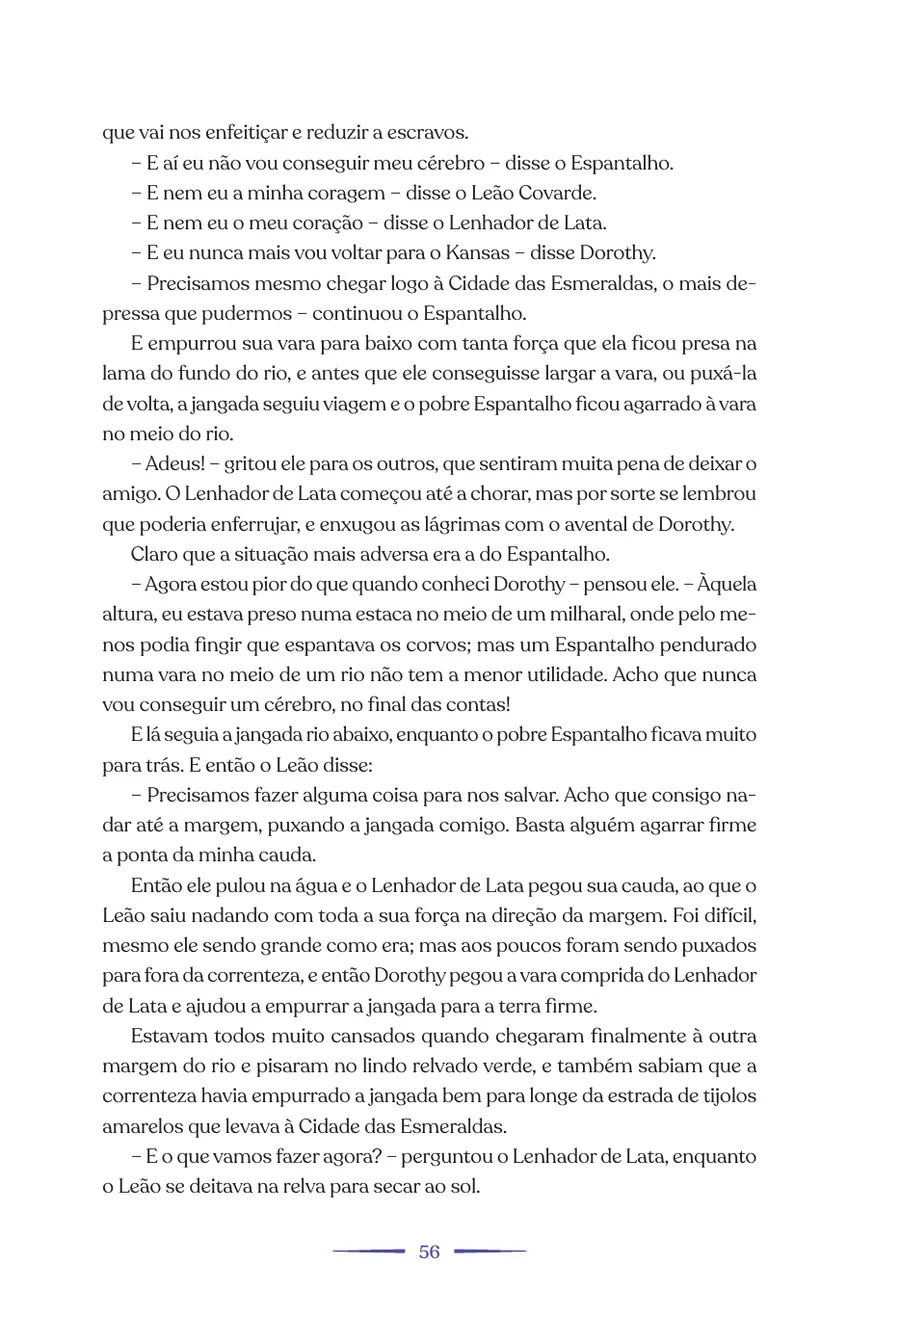 que vai nos enfeitiçar e reduzir a escravos.
– E aí eu não vou conseguir meu cérebro – disse o Espantalho.
– E nem eu a minha coragem – disse o Leão Covarde.
– E nem eu o meu coração – disse o Lenhador de Lata.
– E eu nunca mais vou voltar para o Kansas – disse Dorothy.
– Precisamos mesmo chegar logo à Cidade das Esmeraldas, o mais de-
pressa que pudermos – continuou o Espantalho.
E empurrou sua vara para baixo com tanta força que ela ficou presa na
lama do fundo do rio, e antes que ele conseguisse largar a vara, ou puxá-la
de volta, a jangada seguiu viagem e o pobre Espantalho ficou agarrado à vara
no meio do rio.
– Adeus! – gritou ele para os outros, que sentiram muita pena de deixar o
amigo. O Lenhador de Lata começou até a chorar, mas por sorte se lembrou
que poderia enferrujar, e enxugou as lágrimas com o avental de Dorothy.
Claro que a situação mais adversa era a do Espantalho.
– Agora estou pior do que quando conheci Dorothy – pensou ele. – Àquela
altura, eu estava preso numa estaca no meio de um milharal, onde pelo me-
nos podia fingir que espantava os corvos; mas um Espantalho pendurado
numa vara no meio de um rio não tem a menor utilidade. Acho que nunca
vou conseguir um cérebro, no final das contas!
E lá seguia a jangada rio abaixo, enquanto o pobre Espantalho ficava muito
para trás. E então o Leão disse:
– Precisamos fazer alguma coisa para nos salvar. Acho que consigo na-
dar até a margem, puxando a jangada comigo. Basta alguém agarrar firme
a ponta da minha cauda.
Então ele pulou na água e o Lenhador de Lata pegou sua cauda, ao que o
Leão saiu nadando com toda a sua força na direção da margem. Foi difícil,
mesmo ele sendo grande como era; mas aos poucos foram sendo puxados
para fora da correnteza, e então Dorothy pegou a vara comprida do Lenhador
de Lata e ajudou a empurrar a jangada para a terra firme.
Estavam todos muito cansados quando chegaram finalmente à outra
margem do rio e pisaram no lindo relvado verde, e também sabiam que a
correnteza havia empurrado a jangada bem para longe da estrada de tijolos
amarelos que levava à Cidade das Esmeraldas.
– E o que vamos fazer agora? – perguntou o Lenhador de Lata, enquanto
o Leão se deitava na relva para secar ao sol.
56